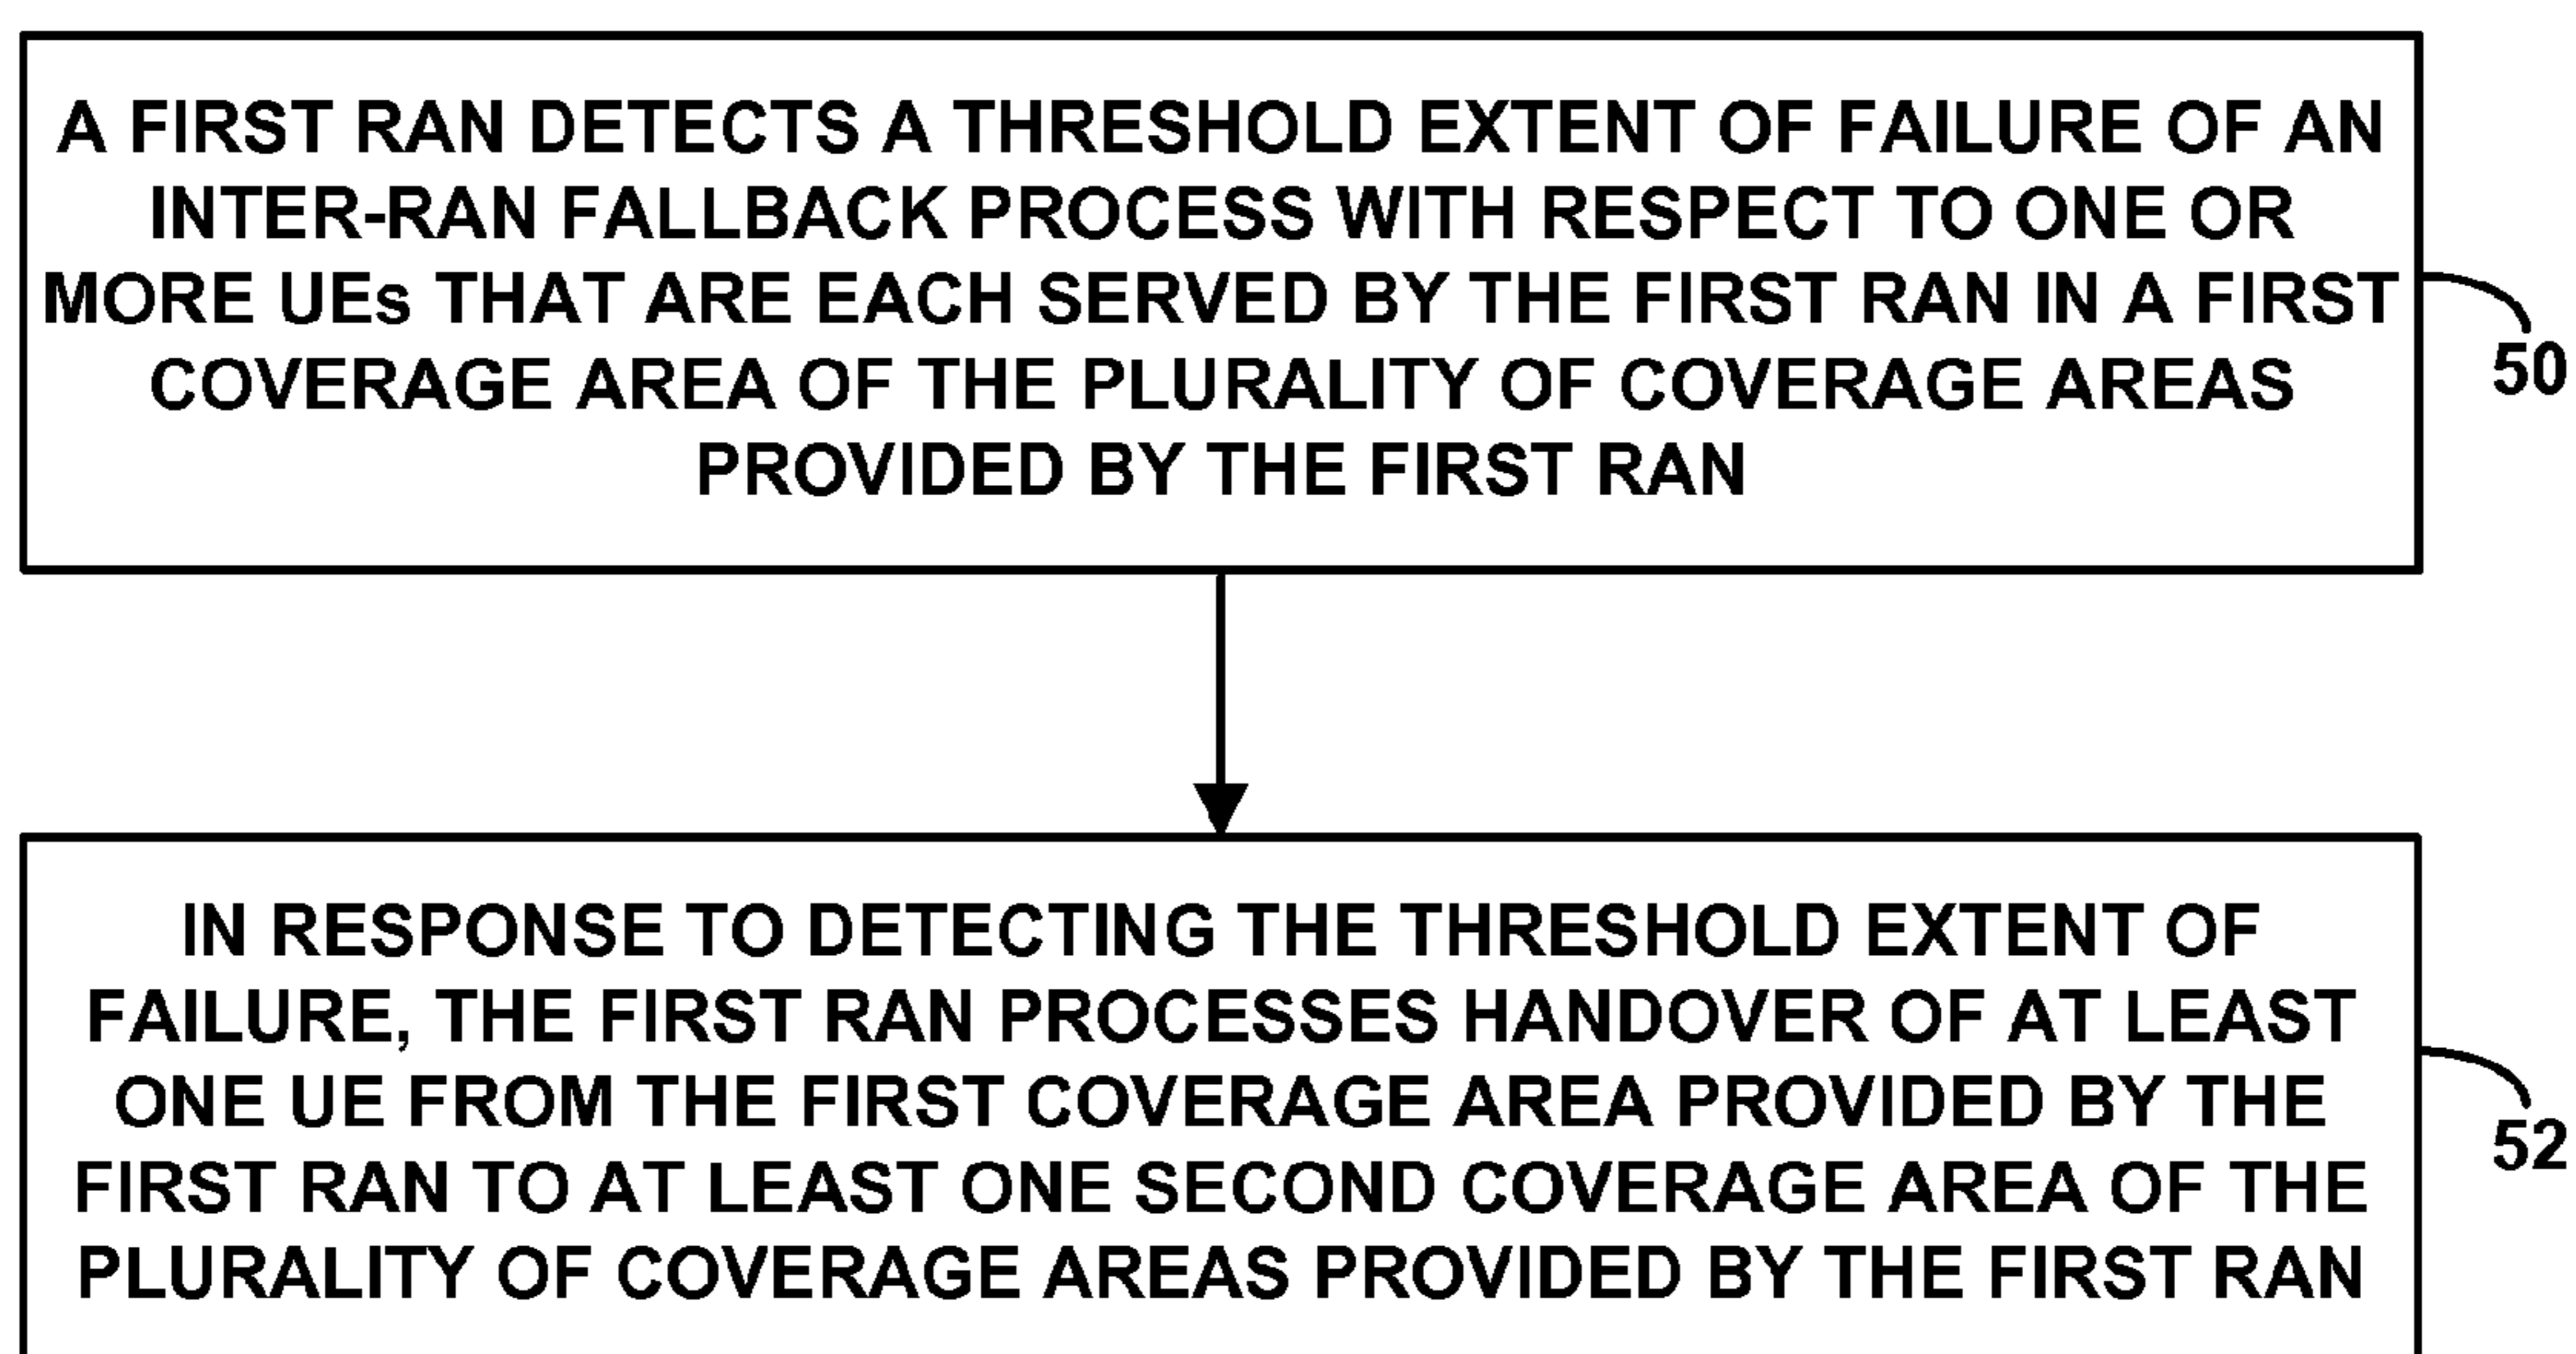 A FIRST RAN DETECTS A THRESHOLD EXTENT OF FAILURE OF AN
INTER-RAN FALLBACK PROCESS WITH RESPECT TO ONE OR
MORE UEs THAT ARE EACH SERVED BY THE FIRST RAN IN A FIRST
COVERAGE AREA OF THE PLURALITY OF COVERAGE AREAS
PROVIDED BY THE FIRST RAN
50
IN RESPONSE TO DETECTING THE THRESHOLD EXTENT OF
FAILURE, THE FIRST RAN PROCESSES HANDOVER OF AT LEAST
ONE UE FROM THE FIRST COVERAGE AREA PROVIDED BY THE
FIRST RAN TO AT LEAST ONE SECOND COVERAGE AREA OF THE
PLURALITY OF COVERAGE AREAS PROVIDED BY THE FIRST RAN
52